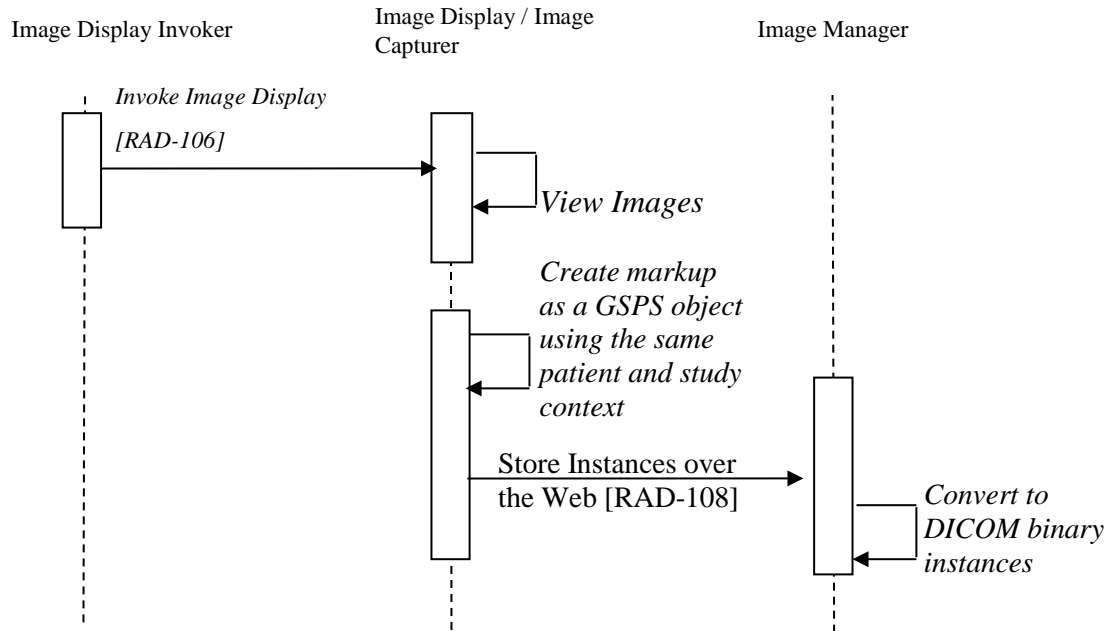 Image Display Invoker
Image Display / Image
Capturer
Image Manager
Invoke Image Display
[RAD-106]
View Images
Create markup
as a GSPS object
using the same
patient and study
context
Store Instances over
the Web [RAD-108]
Convert to
DICOM binary
instances